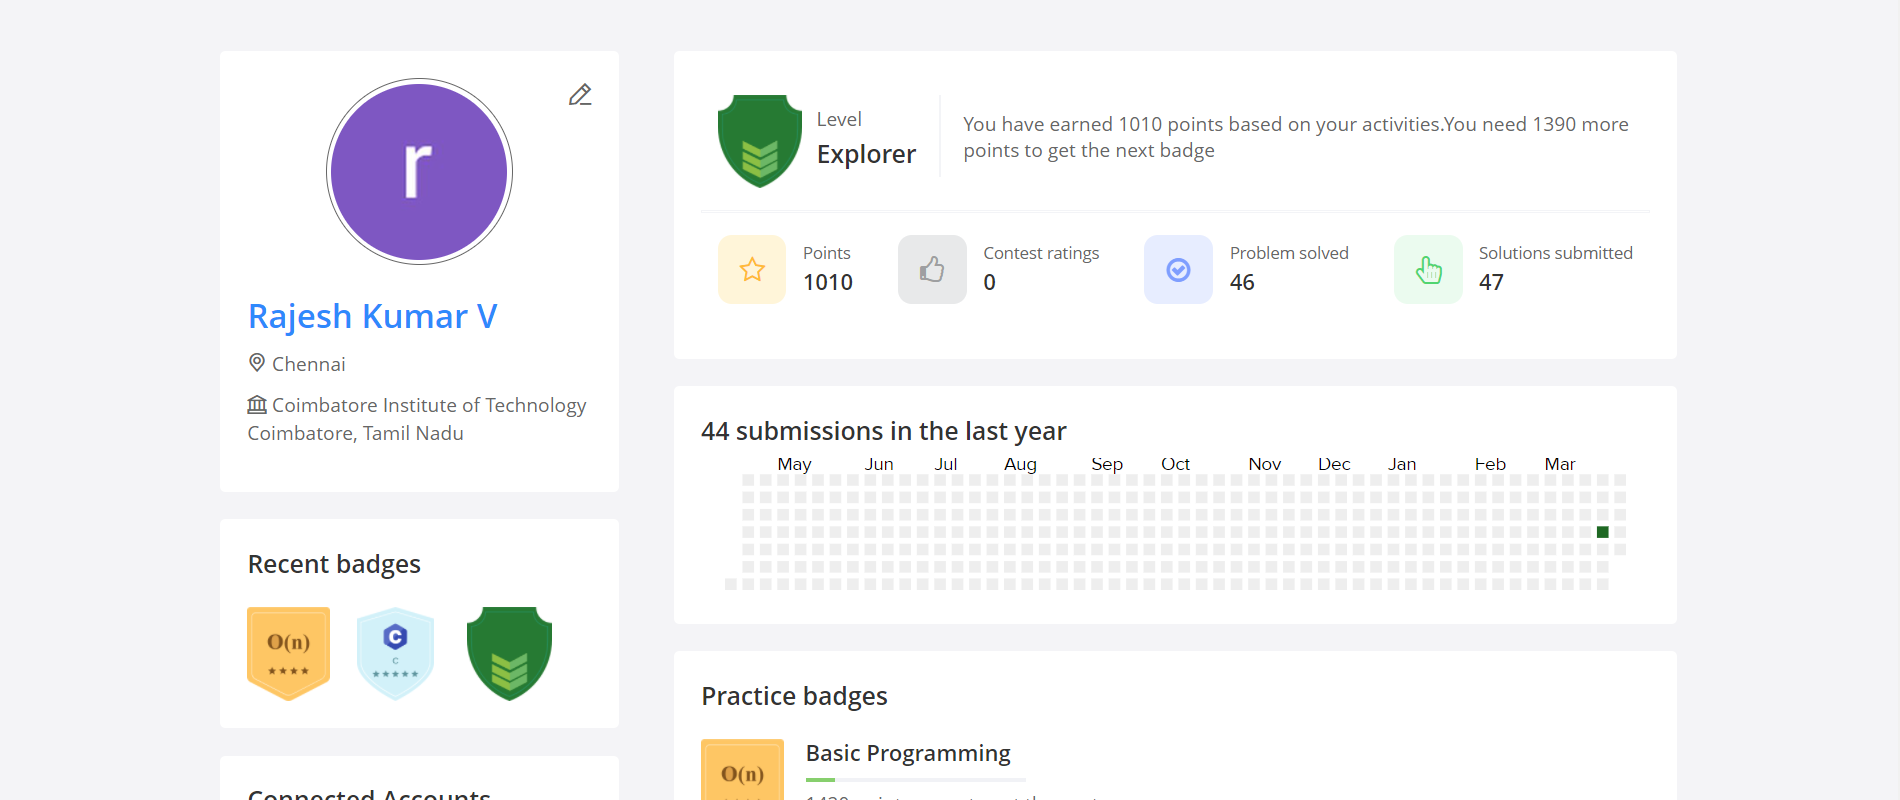 r
Rajesh Kumar V
Chennai
Coimbatore Institute of Technology
Coimbatore, Tamil Nadu
Recent badges
O(n)
C
C
Connected Accounts
Level
Explorer
You have earned 1010 points based on your activities.You need 1390 more
points to get the next badge
Points
1010
Contest ratings
0
Problem solved
46
Solutions submitted
47
44 submissions in the last year
May Jun Jul Aug Sep Oct Nov Dec Jan Feb Mar
Practice badges
O(n)
Basic Programming